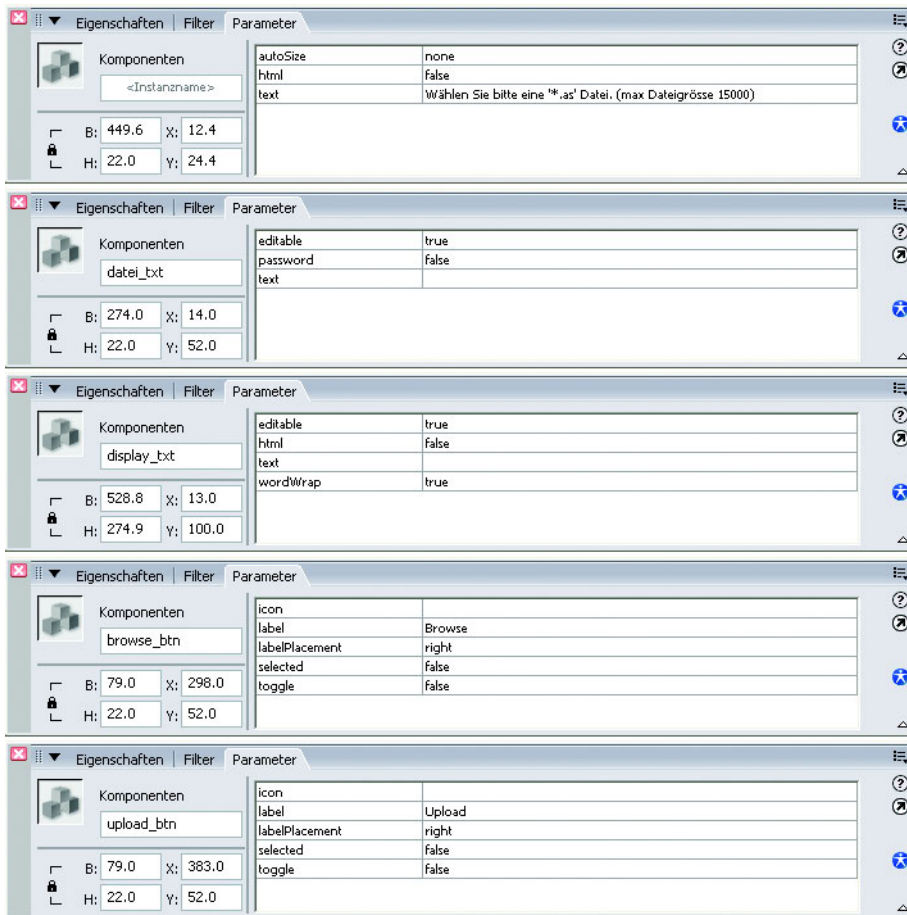 Eigenschaften | Filter | Parameter
Komponenten
<Instanzname>
B: 449.6 X: 12.4
H: 22.0 Y: 24.4
autoSize none
html false
text Wählen Sie bitte eine '*.as' Datei. (max Dateigrösse 15000)
Eigenschaften | Filter | Parameter
Komponenten
datei_txt
B: 274.0 X: 14.0
H: 22.0 Y: 52.0
editable true
password false
text
Eigenschaften | Filter | Parameter
Komponenten
display_txt
B: 528.8 X: 13.0
H: 274.9 Y: 100.0
editable true
html false
text
wordWrap true
Eigenschaften | Filter | Parameter
Komponenten
browse_btn
B: 79.0 X: 298.0
H: 22.0 Y: 52.0
icon
label Browse
labelPlacement right
selected false
toggle false
Eigenschaften | Filter | Parameter
Komponenten
upload_btn
B: 79.0 X: 383.0
H: 22.0 Y: 52.0
icon
label Upload
labelPlacement right
selected false
toggle false